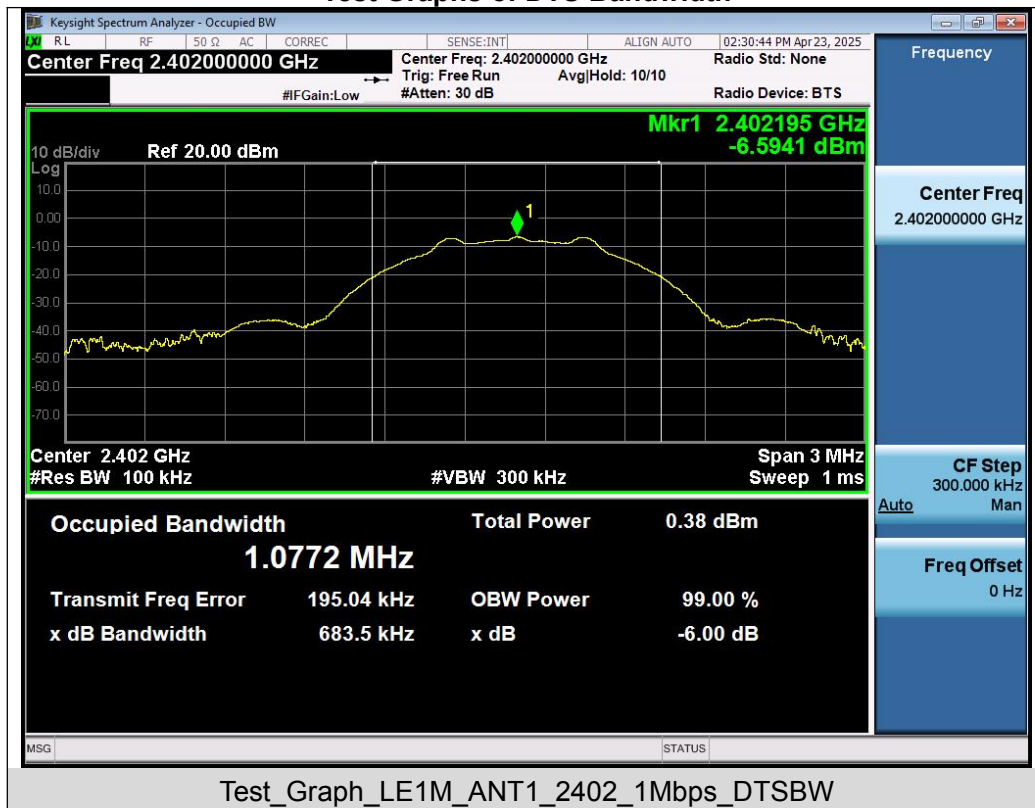 Test Graphs of DTS Bandwidth
Keysight Spectrum Analyzer - Occupied BW
LXI RL RF 50 Ω AC CORREC SENSE:INT ALIGN AUTO 02:30:44 PM Apr 23, 2025
Center Freq 2.402000000 GHz
Center Freq: 2.402000000 GHz
Radio Std: None
Trig: Free Run Avg|Hold: 10/10
#IFGain:Low #Atten: 30 dB Radio Device: BTS
Frequency
Mkr1 2.402195 GHz
-6.5941 dBm
10 dB/div Ref 20.00 dBm
Log
10.0
0.00
-10.0
-20.0
-30.0
-40.0
-50.0
-60.0
-70.0
1
Center 2.402 GHz Span 3 MHz
#Res BW 100 kHz #VBW 300 kHz Sweep 1 ms
Center Freq
2.402000000 GHz
CF Step
300.000 kHz
Auto Man
Freq Offset
0 Hz
Occupied Bandwidth Total Power 0.38 dBm
1.0772 MHz
Transmit Freq Error 195.04 kHz OBW Power 99.00 %
x dB Bandwidth 683.5 kHz x dB -6.00 dB
MSG STATUS
Test_Graph_LE1M_ANT1_2402_1Mbps_DTSBW